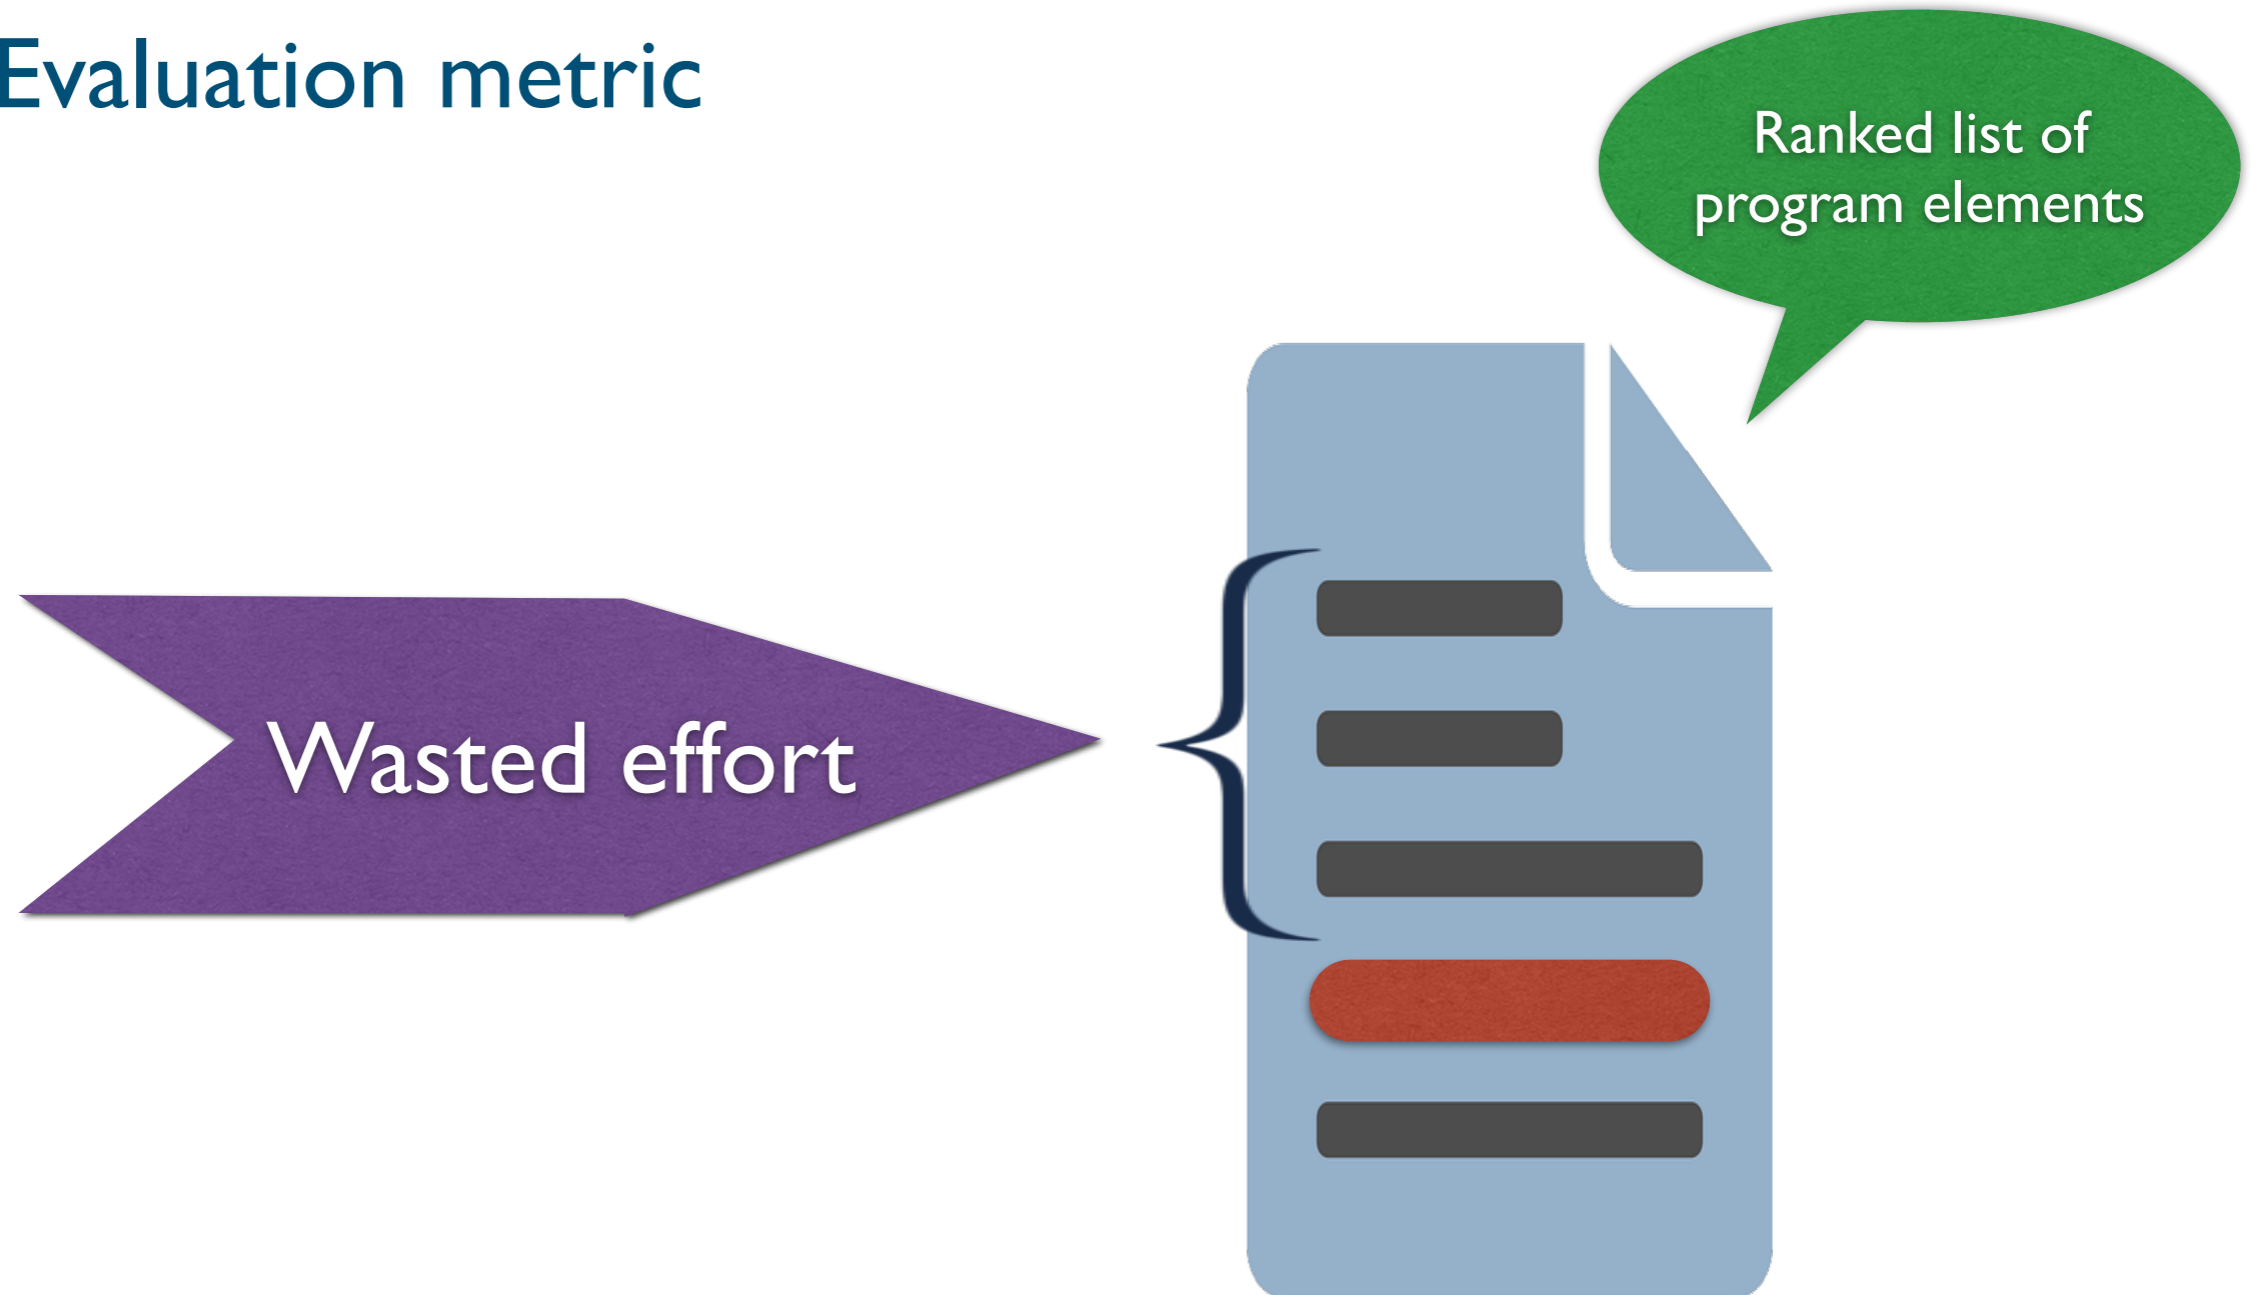 Evaluation metric
Ranked list of
program elements
Wasted effort